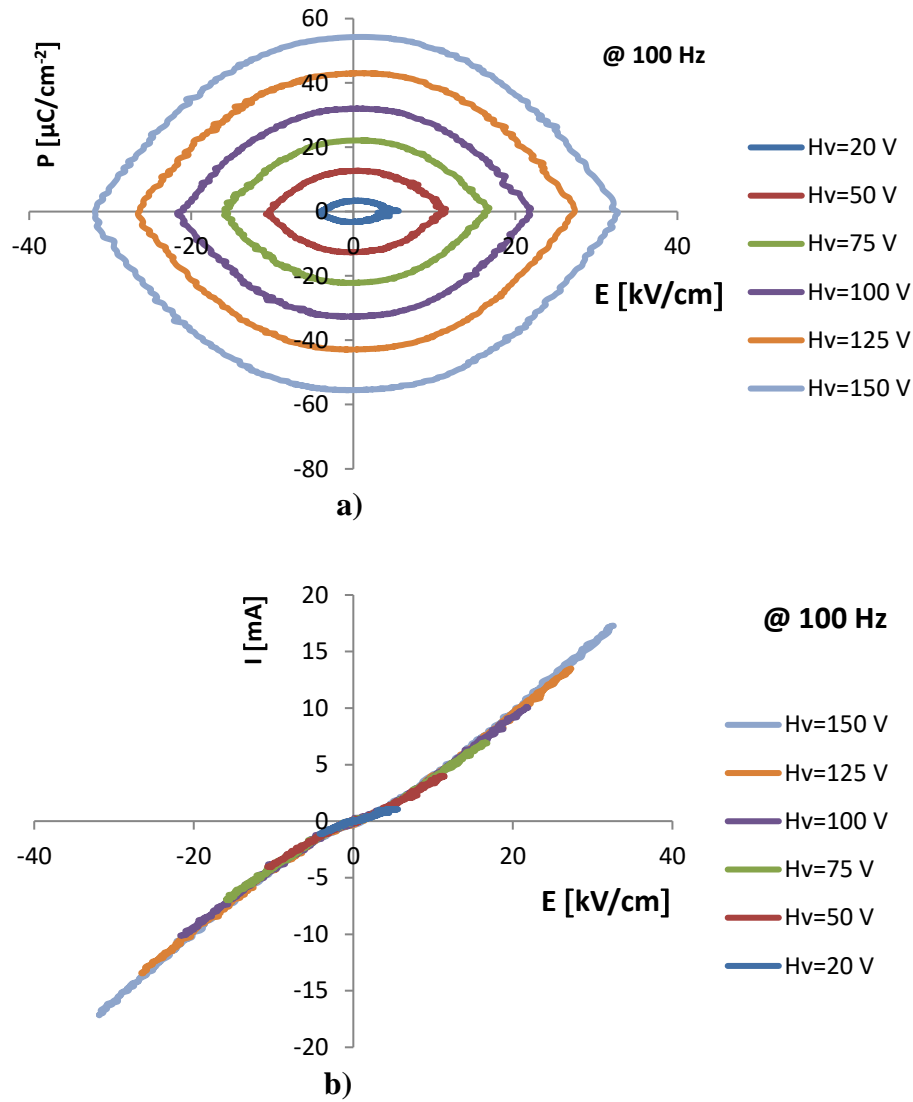 60
@ 100 Hz
P [µC/cm-2]
40
20
0
-40 -20 0 20 40
-20
E [kV/cm]
-40
-60
-80
Hv=20 V
Hv=50 V
Hv=75 V
Hv=100 V
Hv=125 V
Hv=150 V
a)
20
@ 100 Hz
I [mA]
15
10
5
0
-40 -20 0 20 40
-5
E [kV/cm]
-10
-15
-20
Hv=150 V
Hv=125 V
Hv=100 V
Hv=75 V
Hv=50 V
Hv=20 V
b)